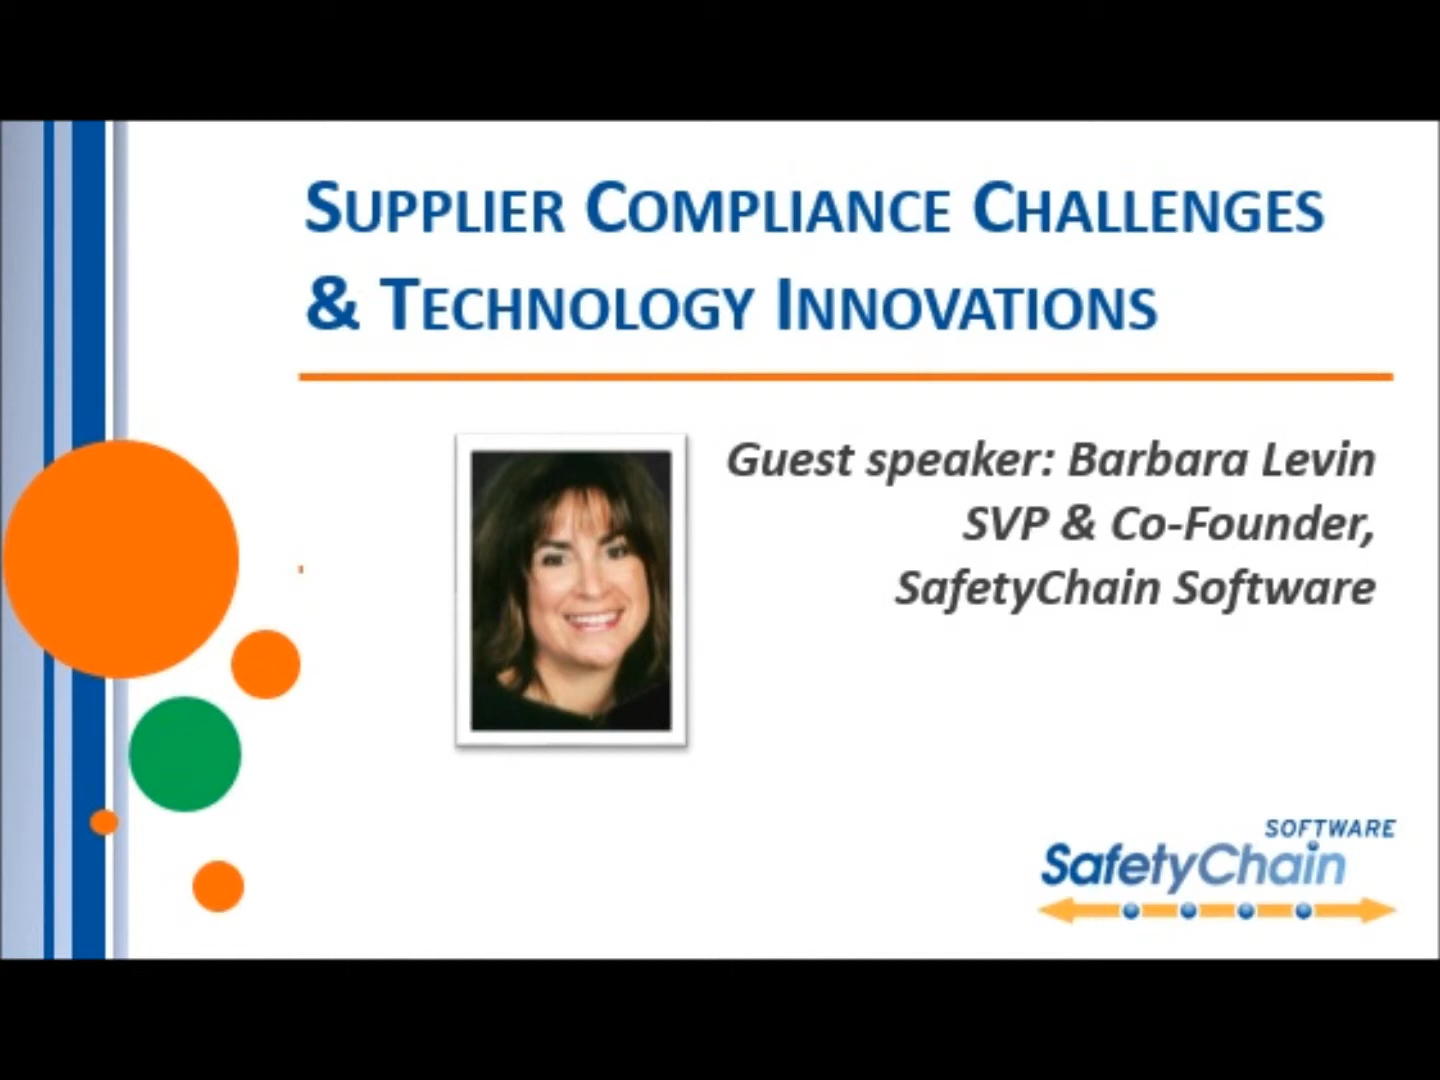 SUPPLIER COMPLIANCE CHALLENGES
& TECHNOLOGY INNOVATIONS
Guest speaker: Barbara Levin
SVP & Co-Founder,
SafetyChain Software
SOFTWARE
SafetyChain